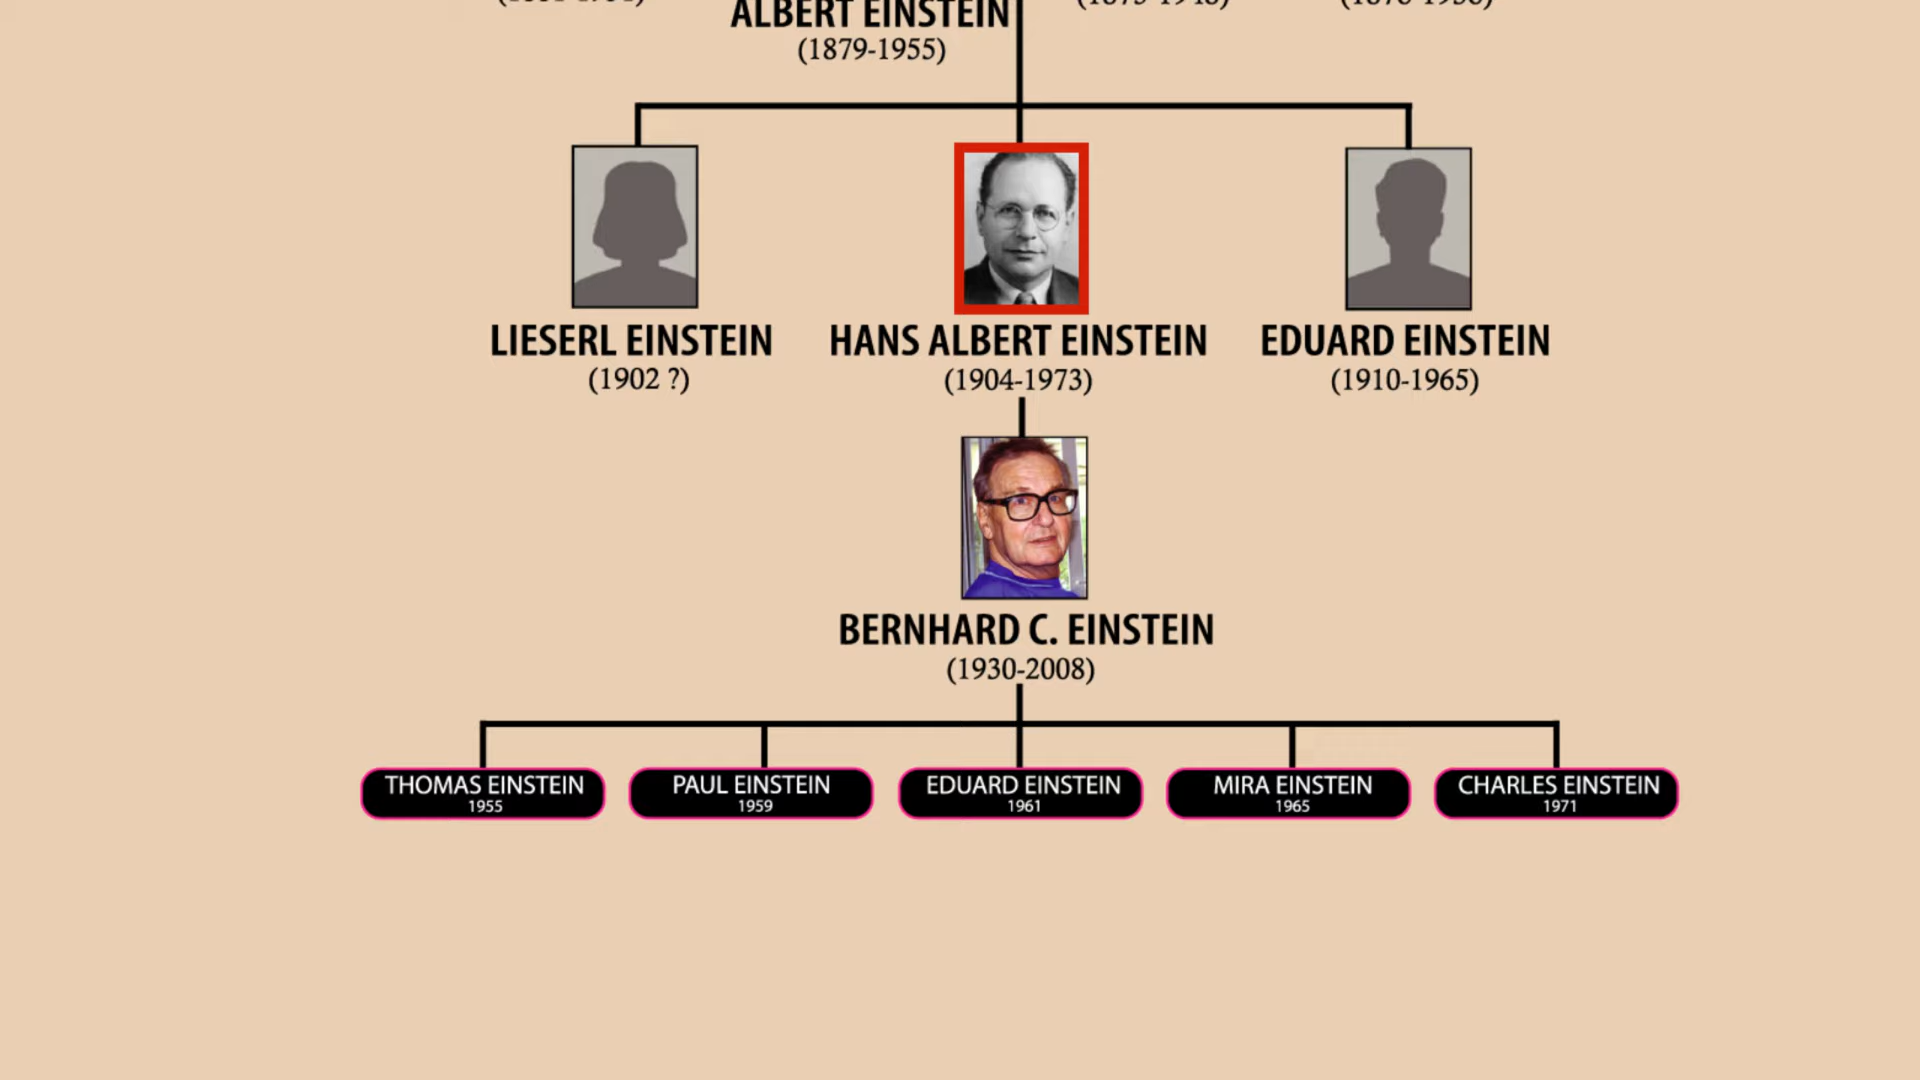 ALBERT EINSTEIN
(1879-1955)
LIESERL EINSTEIN
(1902 ?)
HANS ALBERT EINSTEIN
(1904-1973)
EDUARD EINSTEIN
(1910-1965)
BERNHARD C. EINSTEIN
(1930-2008)
THOMAS EINSTEIN
1955
PAUL EINSTEIN
1959
EDUARD EINSTEIN
1961
MIRA EINSTEIN
1965
CHARLES EINSTEIN
1971